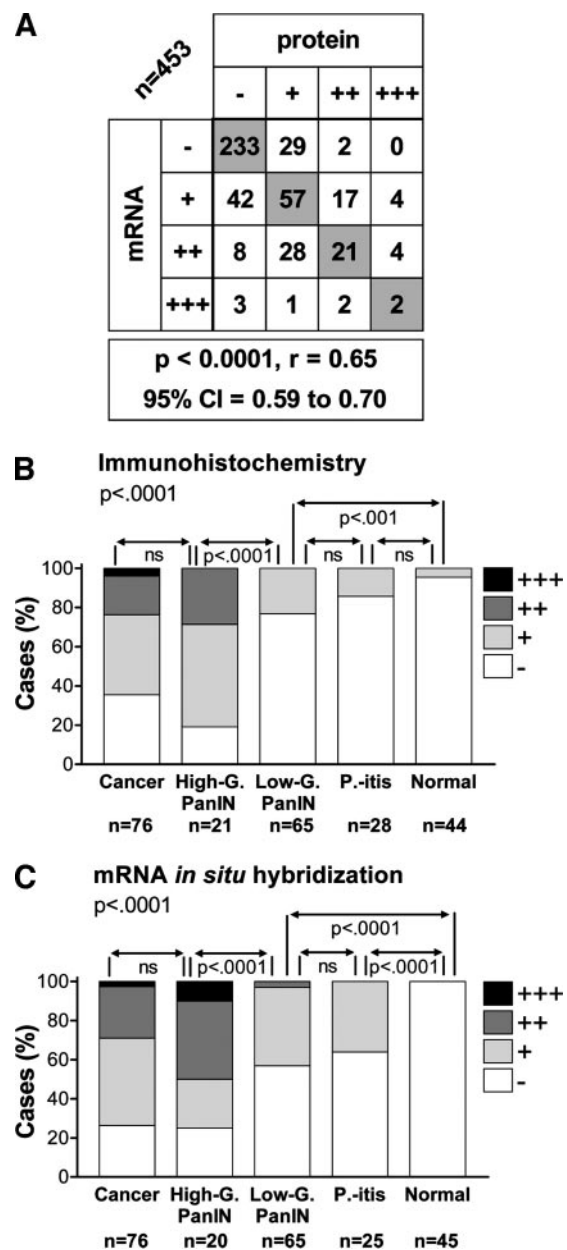 A
n=453
protein
- + ++ +++
mRNA
- 233 29 2 0
+ 42 57 17 4
++ 8 28 21 4
+++ 3 1 2 2
p < 0.0001, r = 0.65
95% CI = 0.59 to 0.70
B Immunohistochemistry
p<.0001
p<.001
ns p<.0001 ns ns
Cases (%)
100
80
60
40
20
0
+++
++
+
-
Cancer High-G. PanIN Low-G. PanIN P.-itis Normal
n=76 n=21 n=65 n=28 n=44
C mRNA in situ hybridization
p<.0001
p<.0001
ns p<.0001 ns p<.0001
Cases (%)
100
80
60
40
20
0
+++
++
+
-
Cancer High-G. PanIN Low-G. PanIN P.-itis Normal
n=76 n=20 n=65 n=25 n=45